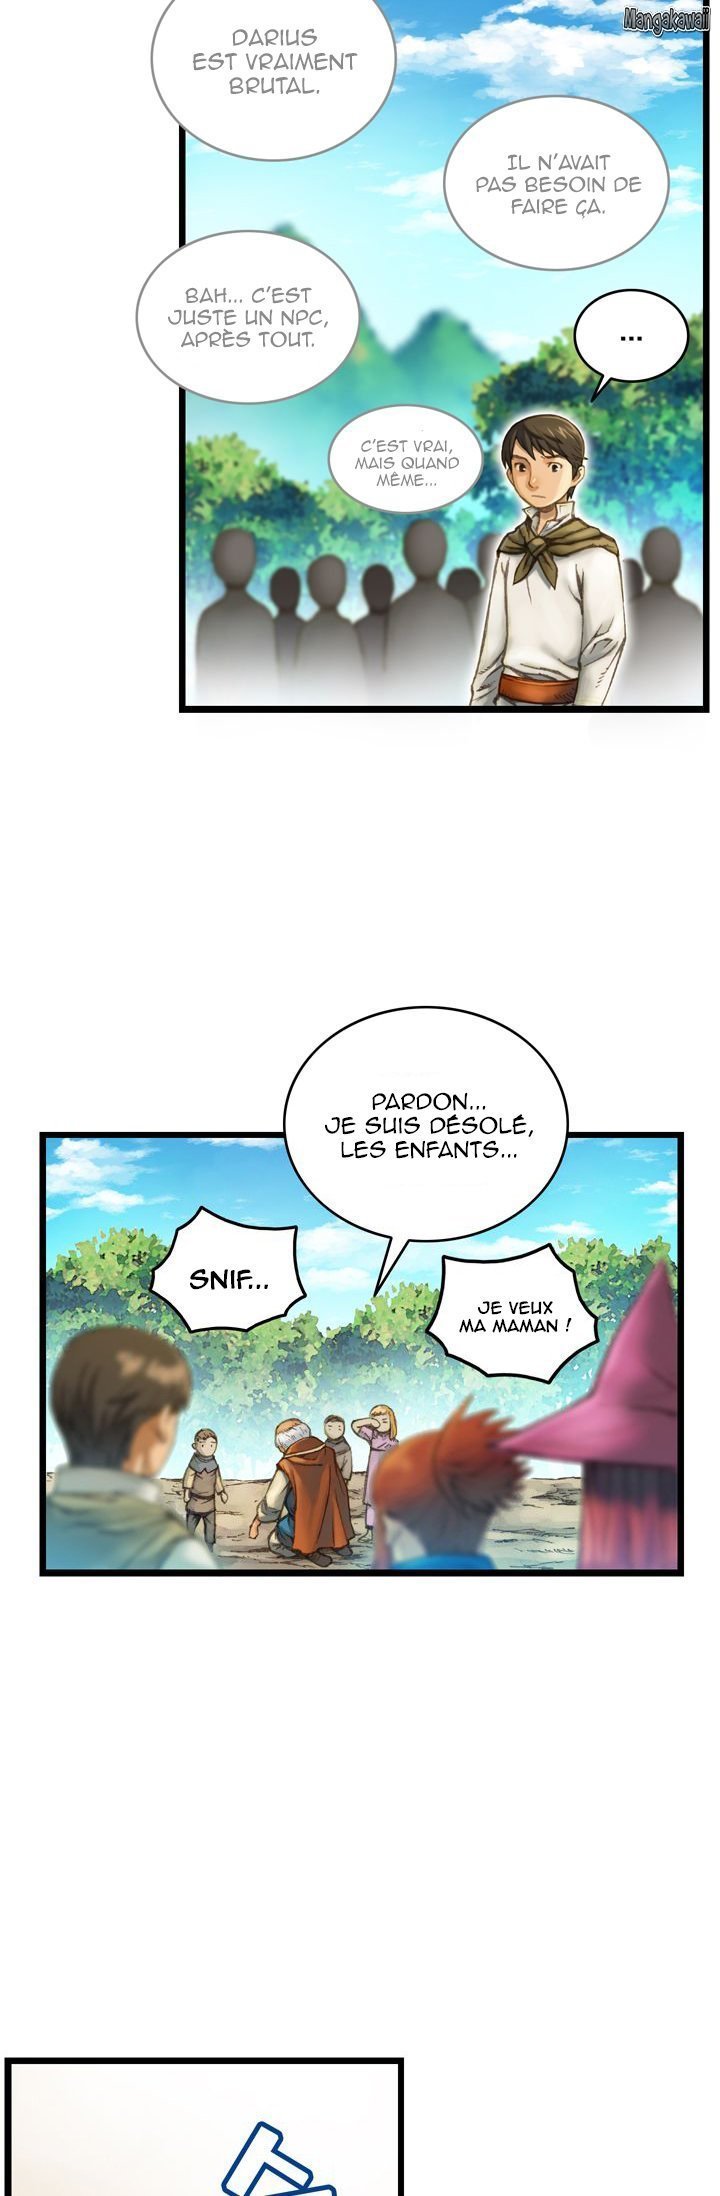 Mangakawaii
DARIUS
EST VRAIMENT
BRUTAL.
IL N'AVAIT
PAS BESOIN DE
FAIRE ÇA.
BAH... C'EST
JUSTE UN NPC,
APRÈS TOUT.
...
C'EST VRAI,
MAIS QUAND
MÊME...
PARDON...
JE SUIS DÉSOLÉ,
LES ENFANTS...
SNIF...
JE VEUX
MA MAMAN !